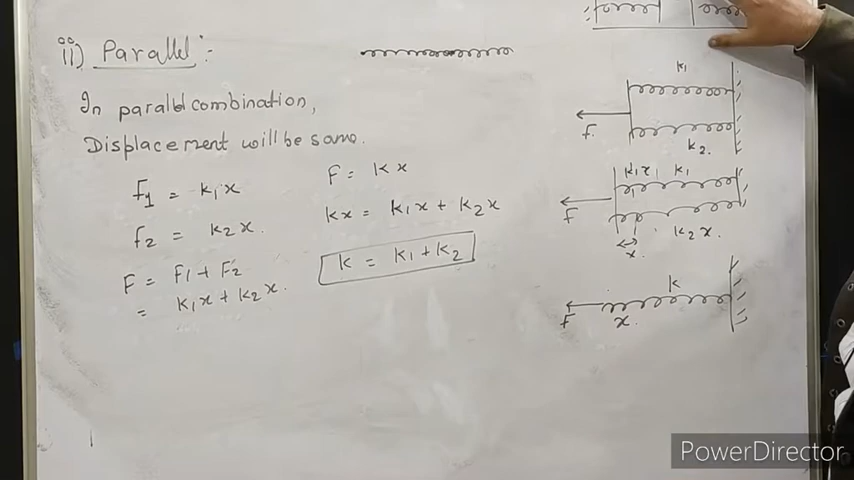 ii) Parallel :-
In parallel combination,
Displacement will be same.
f1 = k1x
f2 = k2x.
F = F1 + F2
= k1x + k2x.
F = kx
kx = k1x + k2x
k = k1 + k2
k1
f.
k2.
k1x, k1
F
k2x.
x.
k
F
x.
PowerDirector